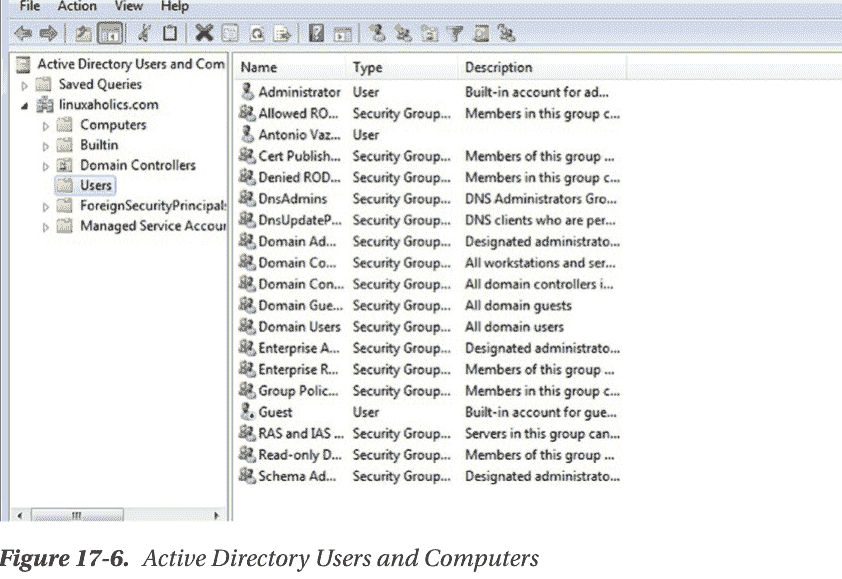 File Action View Help
Active Directory Users and Com
Saved Queries
linuxaholics.com
Computers
Builtin
Domain Controllers
Users
ForeignSecurityPrincipals
Managed Service Accour
Name Type Description
Administrator User Built-in account for ad...
Allowed RO... Security Group... Members in this group c...
Antonio Vaz... User
Cert Publish... Security Group... Members of this group ...
Denied ROD... Security Group... Members in this group c...
DnsAdmins Security Group... DNS Administrators Gro...
DnsUpdateP... Security Group... DNS clients who are per...
Domain Ad... Security Group... Designated administrato...
Domain Co... Security Group... All workstations and ser...
Domain Con... Security Group... All domain controllers i...
Domain Gue... Security Group... All domain guests
Domain Users Security Group... All domain users
Enterprise A... Security Group... Designated administrato...
Enterprise R... Security Group... Members of this group ...
Group Polic... Security Group... Members in this group c...
Guest User Built-in account for gue...
RAS and IAS ... Security Group... Servers in this group can...
Read-only D... Security Group... Members of this group ...
Schema Ad... Security Group... Designated administrato...
Figure 17-6. Active Directory Users and Computers